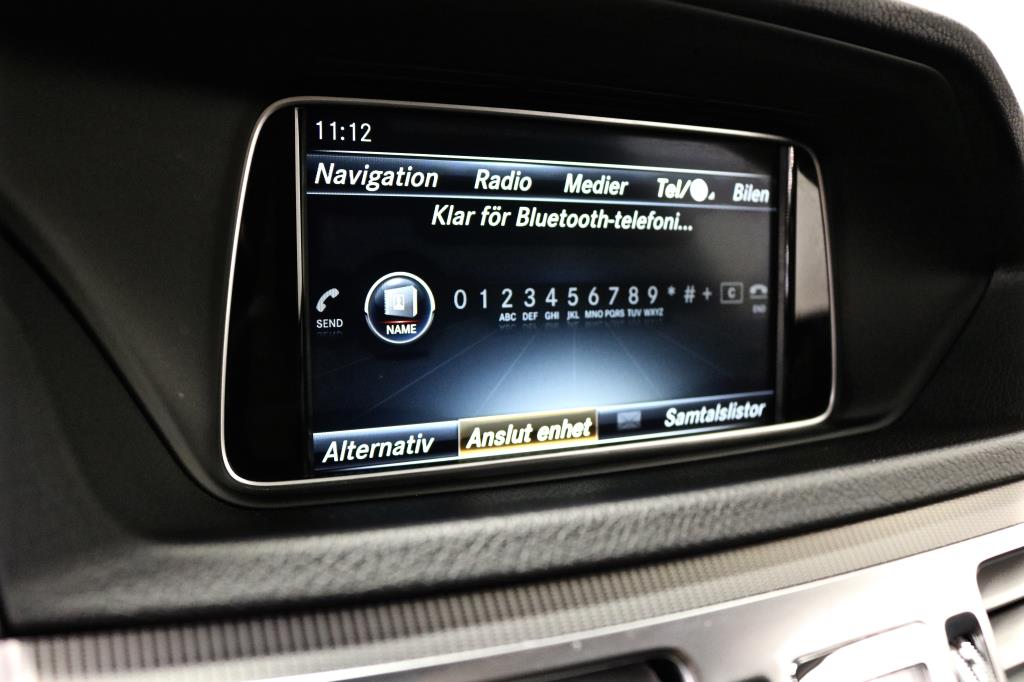 11:12
Navigation Radio Medier Tel/ Bilen
Klar för Bluetooth-telefoni...
0 1 2 3 4 5 6 7 8 9 * # + C
SEND NAME ABC DEF GHI JKL MNO PQRS TUV WXYZ END
Alternativ Anslut enhet Samtalslistor